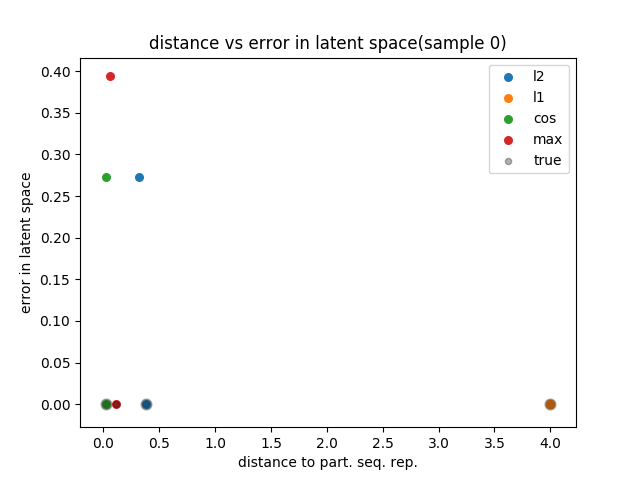 distance vs error in latent space(sample 0)
0.40
0.35
0.30
0.25
0.20
0.15
0.10
0.05
0.00
error in latent space
l2
l1
cos
max
true
0.0 0.5 1.0 1.5 2.0 2.5 3.0 3.5 4.0
distance to part. seq. rep.